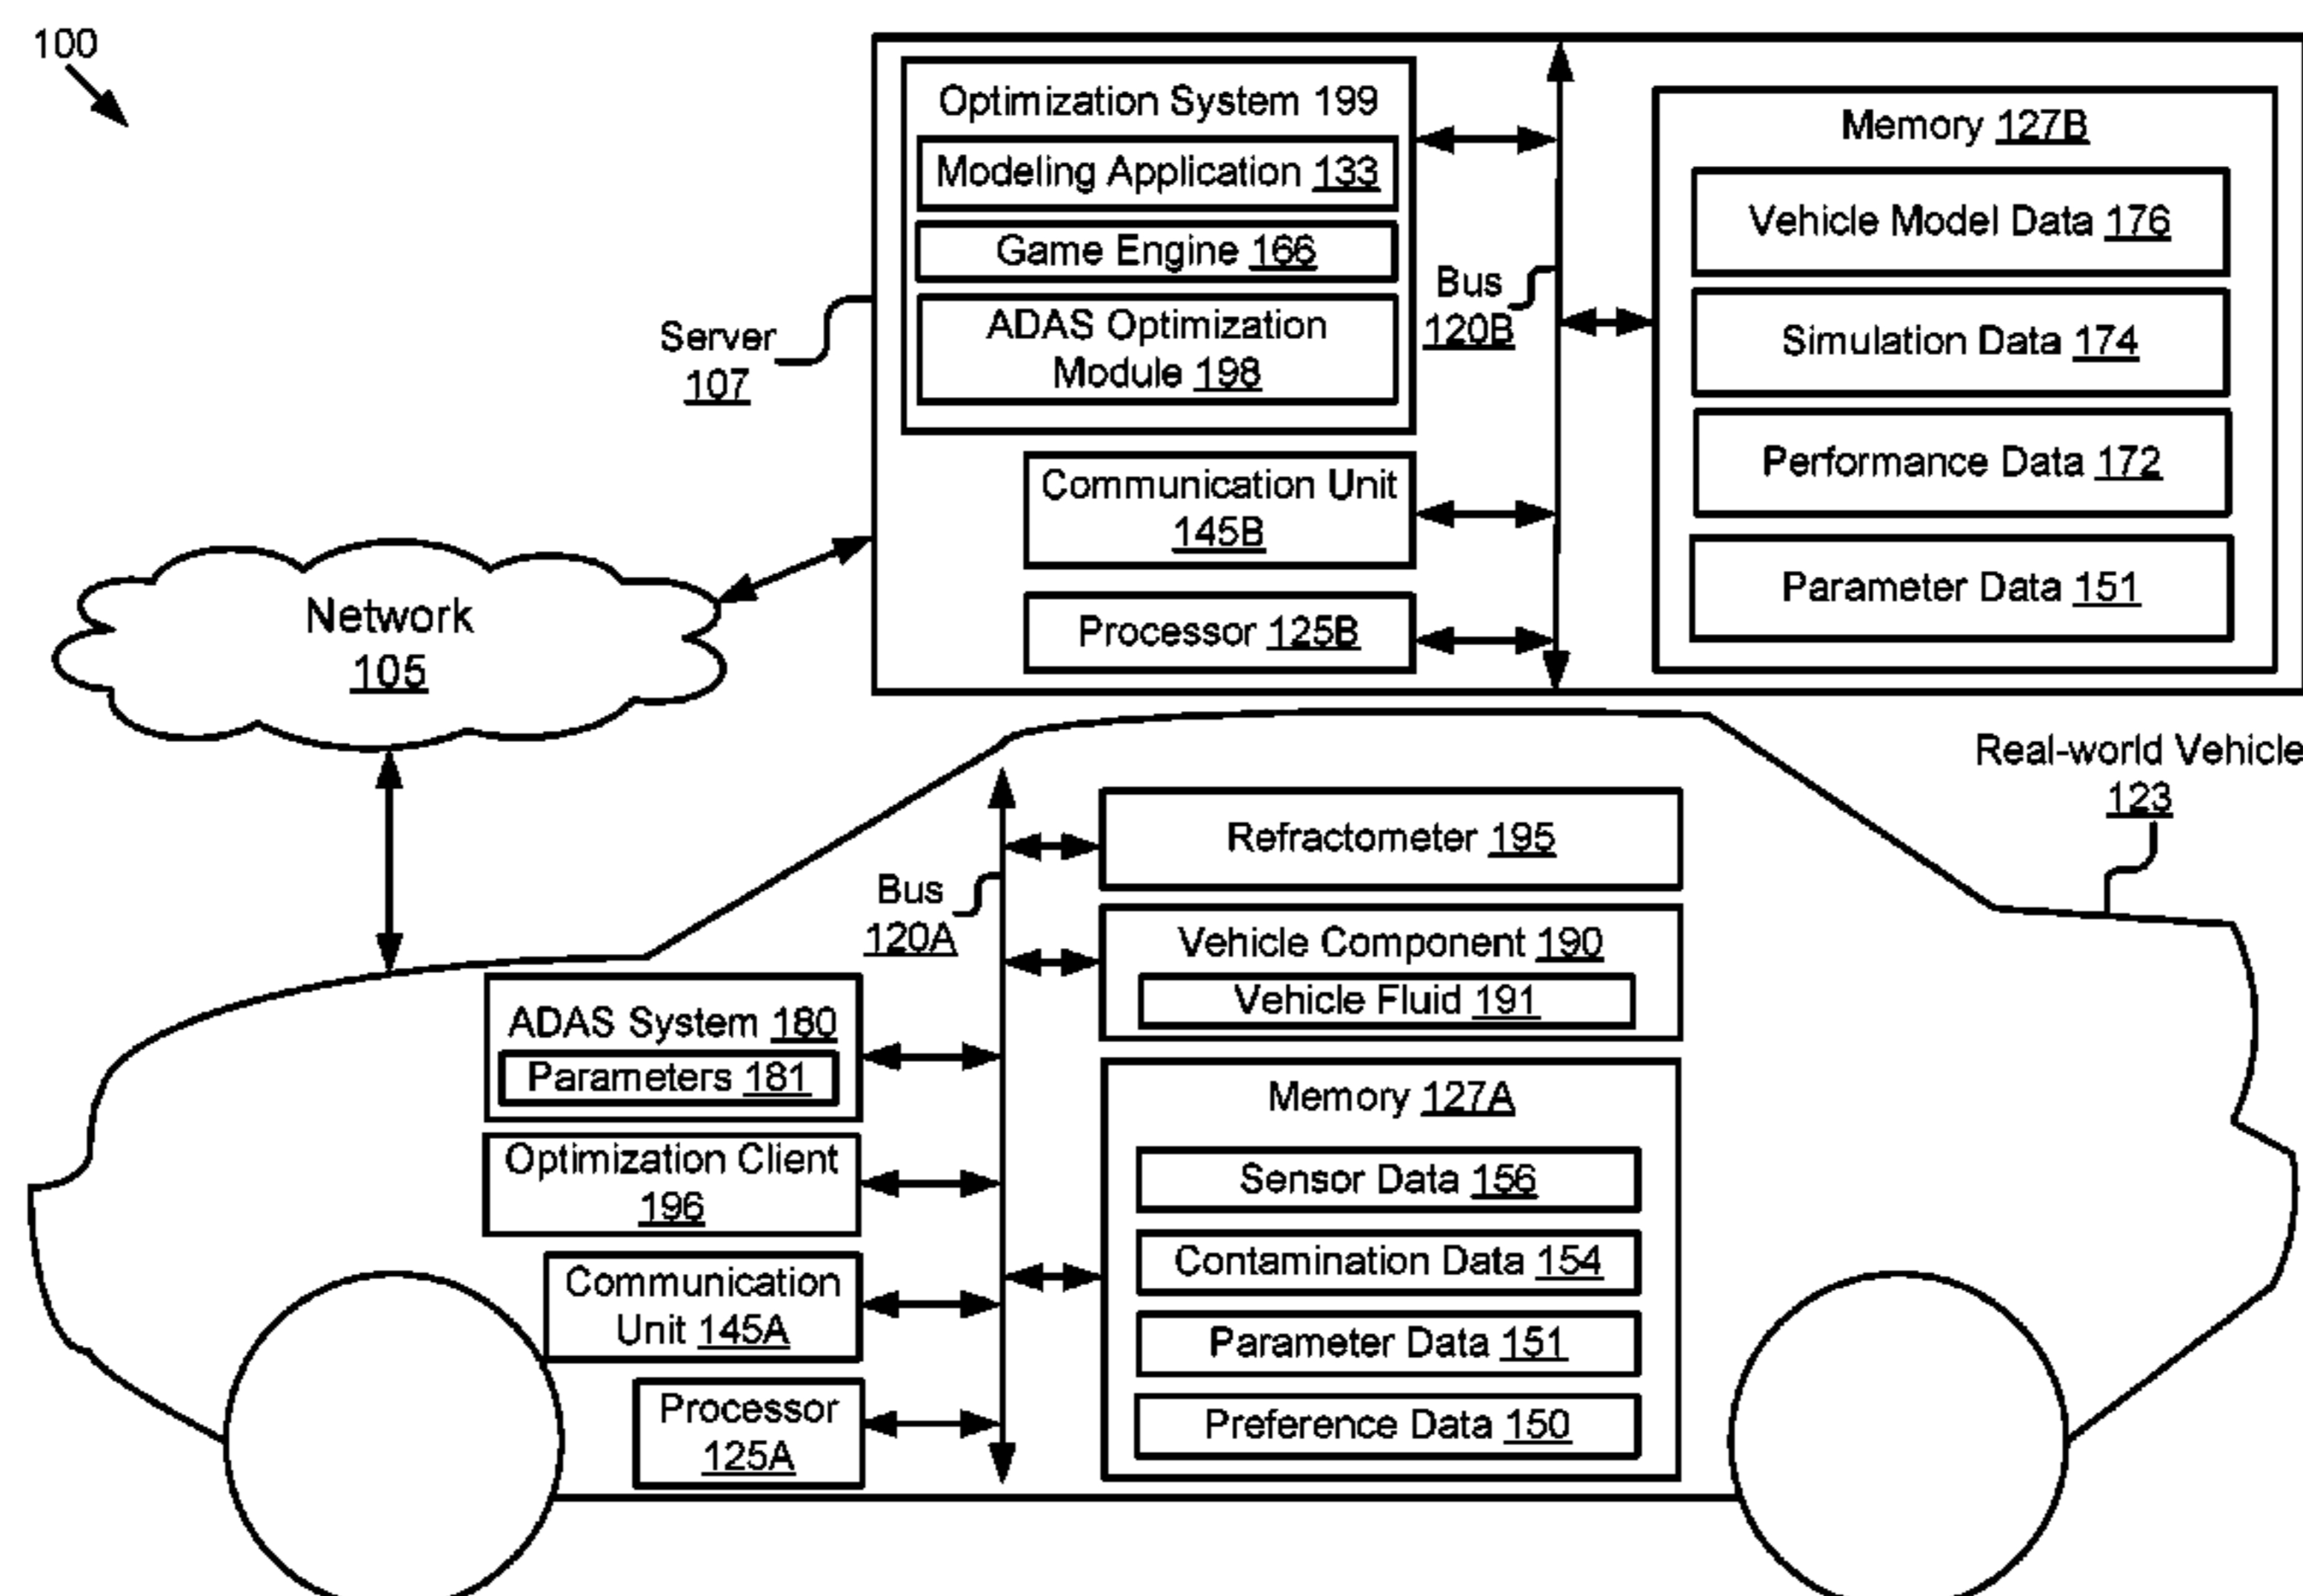 100
Optimization System 199
Modeling Application 133
Game Engine 166
ADAS Optimization
Module 198
Communication Unit
145B
Processor 125B
Server
107
Bus
120B
Memory 127B
Vehicle Model Data 176
Simulation Data 174
Performance Data 172
Parameter Data 151
Network
105
Real-world Vehicle
123
Bus
120A
Refractometer 195
Vehicle Component 190
Vehicle Fluid 191
ADAS System 180
Parameters 181
Optimization Client
196
Communication
Unit 145A
Processor
125A
Memory 127A
Sensor Data 156
Contamination Data 154
Parameter Data 151
Preference Data 150